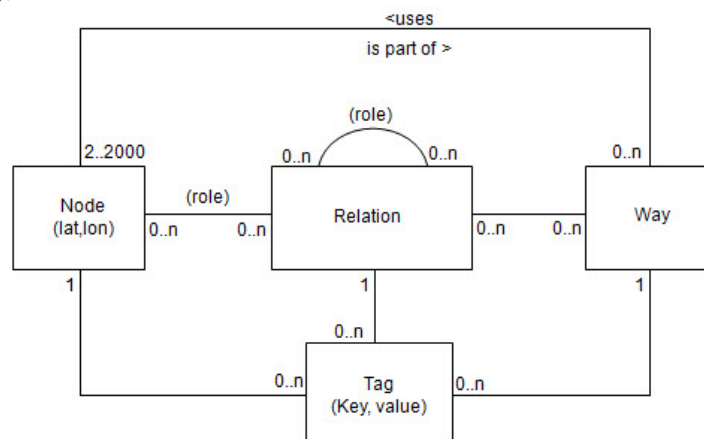 <uses
is part of >
(role)
2..2000
0..n
0..n
0..n
Node
(lat,lon)
(role)
Relation
Way
0..n
0..n
0..n
0..n
1
1
1
0..n
0..n
Tag
(Key, value)
0..n